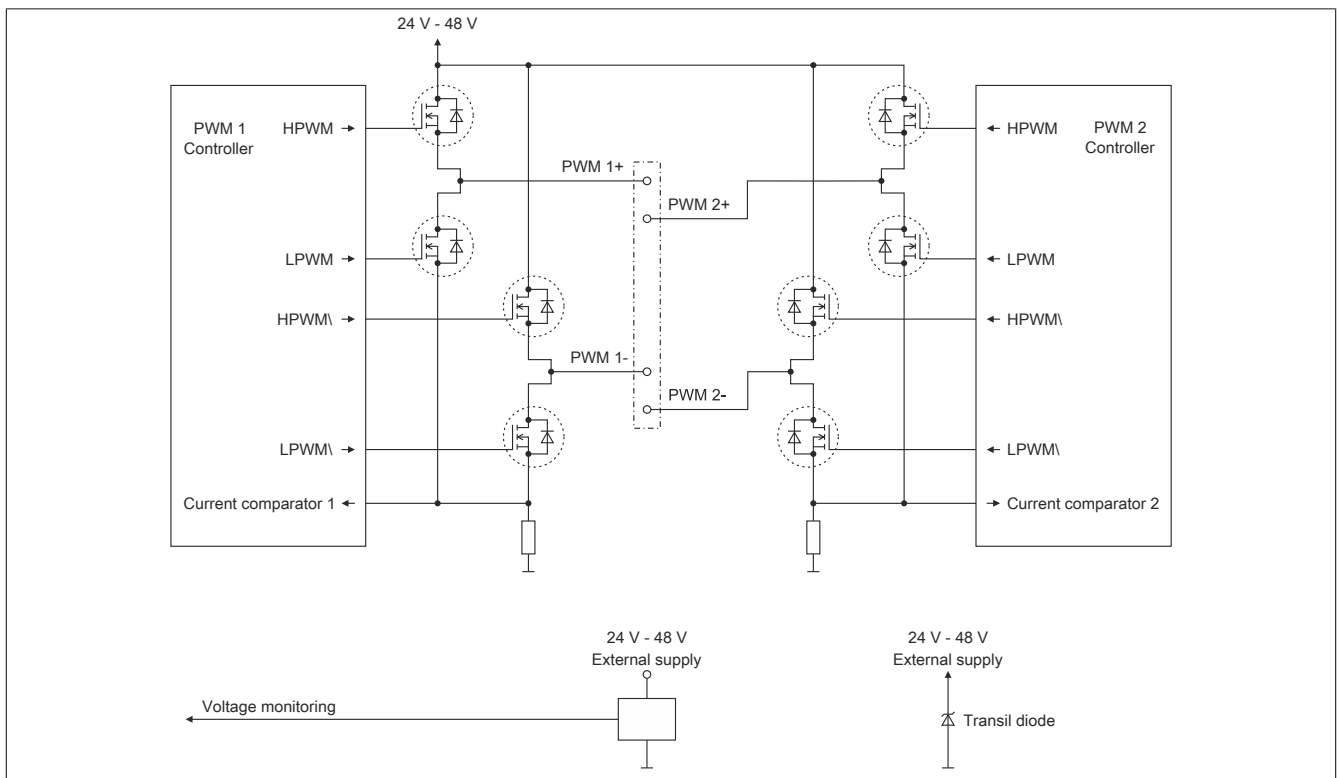 24 V - 48 V
PWM 1
Controller
HPWM
LPWM
HPWM\
LPWM\
Current comparator 1
PWM 1+
PWM 2+
PWM 1-
PWM 2-
HPWM
PWM 2
Controller
LPWM
HPWM\
LPWM\
Current comparator 2
24 V - 48 V
External supply
Voltage monitoring
24 V - 48 V
External supply
Transil diode